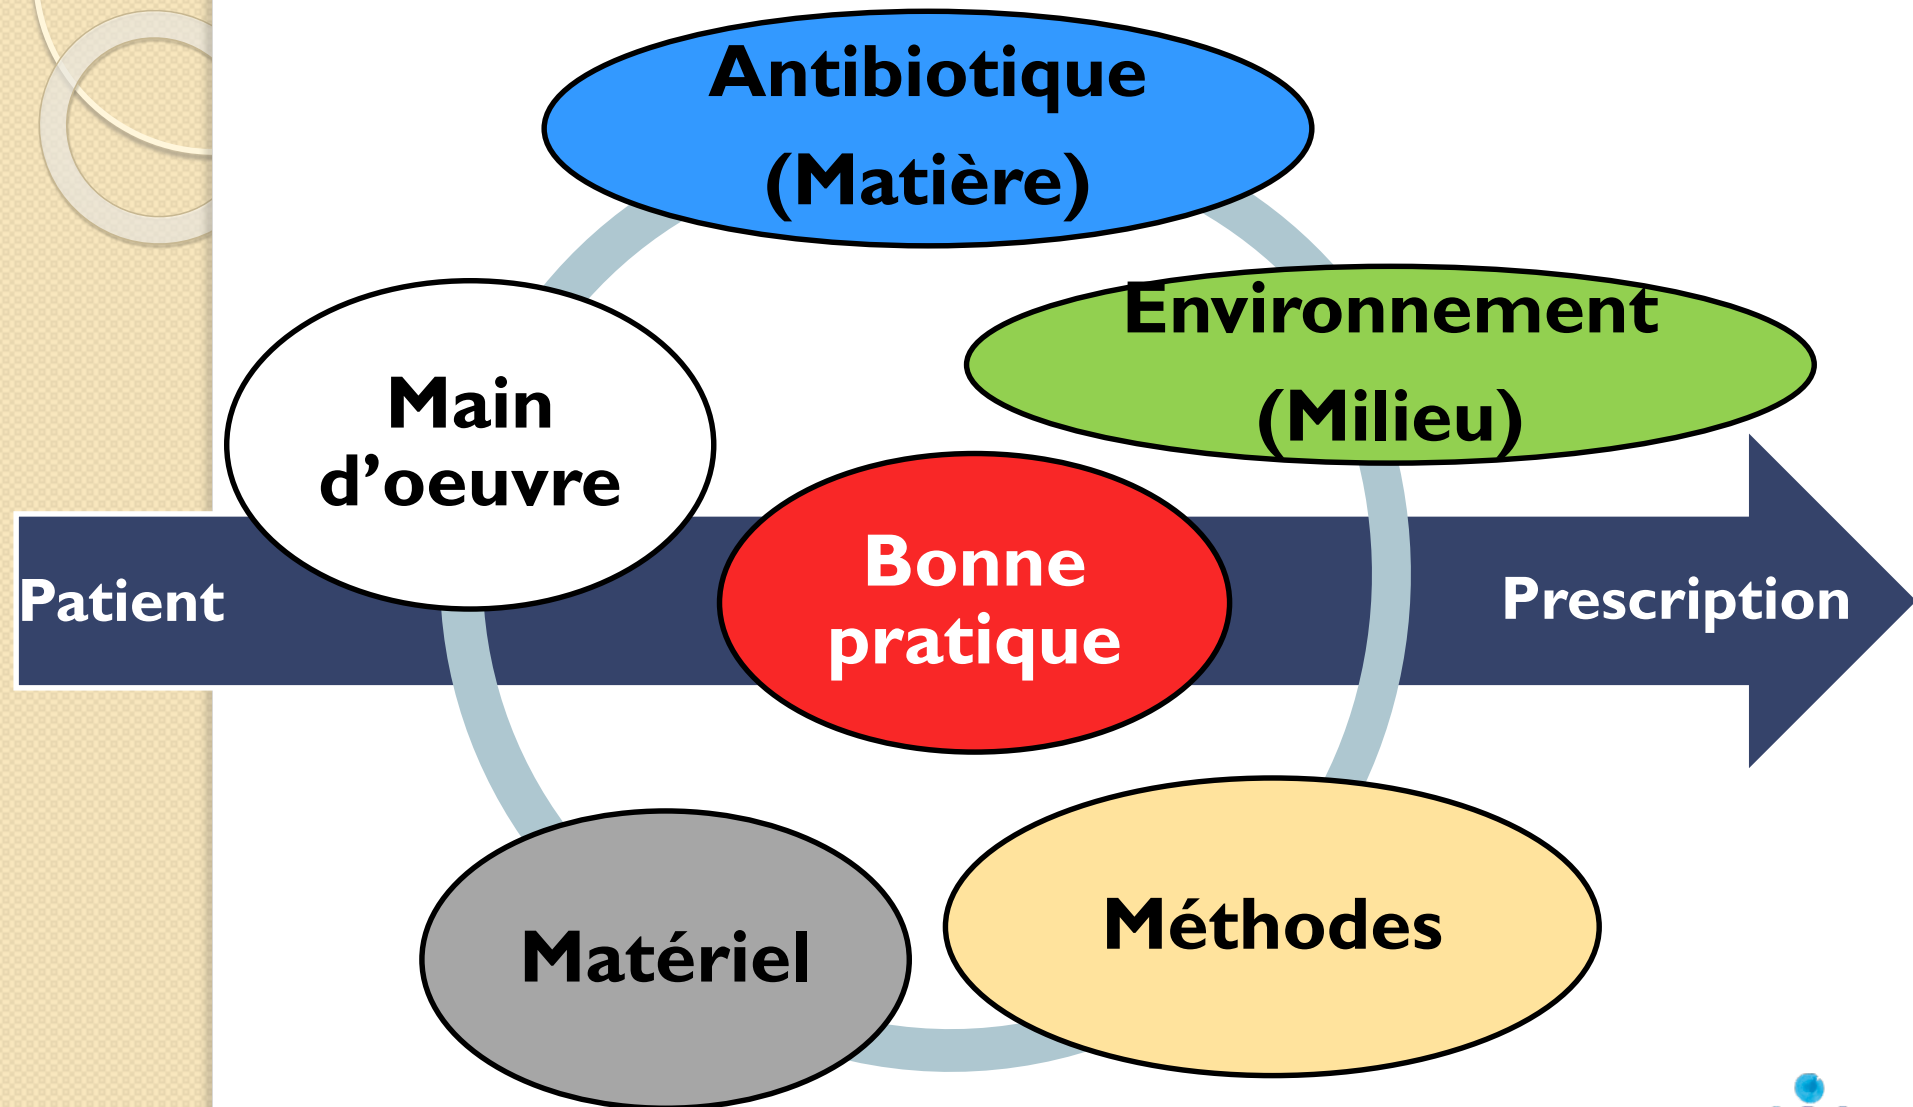 Antibiotique
(Matière)
Environnement
(Milieu)
Main
d’oeuvre
Bonne
pratique
Patient
Prescription
Méthodes
Matériel